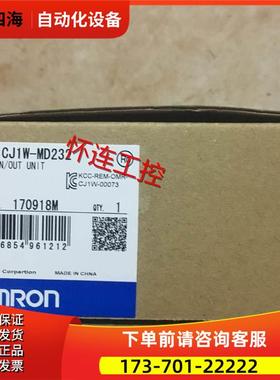 四海 自动化设备
CJ1W-MD232
IN/OUT UNIT
怀连工控
KCC-REM-OMR
CJ1W-00073
170918M
QTY. 1
6854 961212
Corporation MADE IN CHINA
OMRON
下单前请咨询客服
173-701-22222